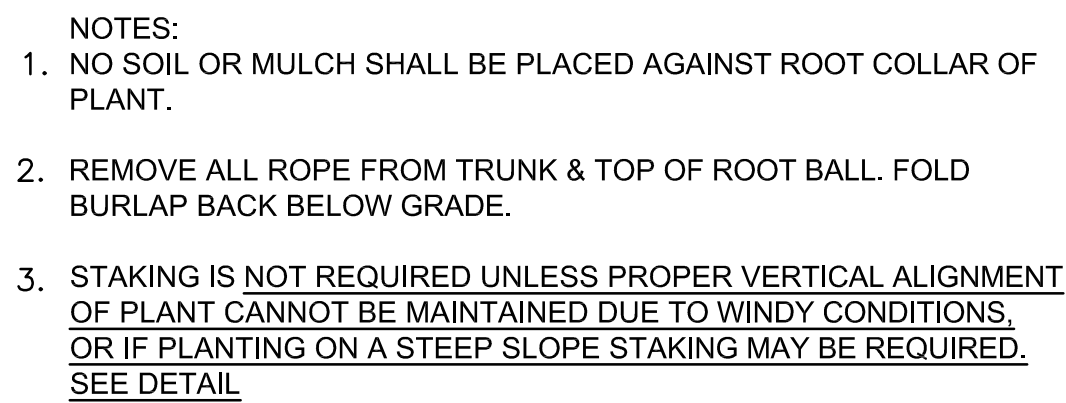 NOTES:
1. NO SOIL OR MULCH SHALL BE PLACED AGAINST ROOT COLLAR OF
PLANT.
2. REMOVE ALL ROPE FROM TRUNK & TOP OF ROOT BALL. FOLD
BURLAP BACK BELOW GRADE.
3. STAKING IS NOT REQUIRED UNLESS PROPER VERTICAL ALIGNMENT
OF PLANT CANNOT BE MAINTAINED DUE TO WINDY CONDITIONS,
OR IF PLANTING ON A STEEP SLOPE STAKING MAY BE REQUIRED.
SEE DETAIL